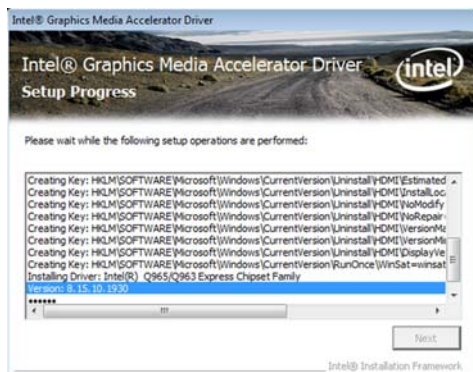 Intel® Graphics Media Accelerator Driver
Intel® Graphics Media Accelerator Driver
Setup Progress
intel
Please wait while the following setup operations are performed:
Creating Key: HKLM\SOFTWARE\Microsoft\Windows\CurrentVersion\Uninstall\HDMI\Estimated
Creating Key: HKLM\SOFTWARE\Microsoft\Windows\CurrentVersion\Uninstall\HDMI\InstallLoc
Creating Key: HKLM\SOFTWARE\Microsoft\Windows\CurrentVersion\Uninstall\HDMI\NoModify
Creating Key: HKLM\SOFTWARE\Microsoft\Windows\CurrentVersion\Uninstall\HDMI\NoRepair
Creating Key: HKLM\SOFTWARE\Microsoft\Windows\CurrentVersion\Uninstall\HDMI\VersionMa
Creating Key: HKLM\SOFTWARE\Microsoft\Windows\CurrentVersion\Uninstall\HDMI\VersionMi
Creating Key: HKLM\SOFTWARE\Microsoft\Windows\CurrentVersion\Uninstall\HDMI\DisplayVe
Creating Key: HKLM\SOFTWARE\Microsoft\Windows\CurrentVersion\RunOnce\WinSat=winsat
Installing Driver: Intel(R) Q965/Q963 Express Chipset Family
Version: 8.15.10.1930
••••••
Next
Intel® Installation Framework